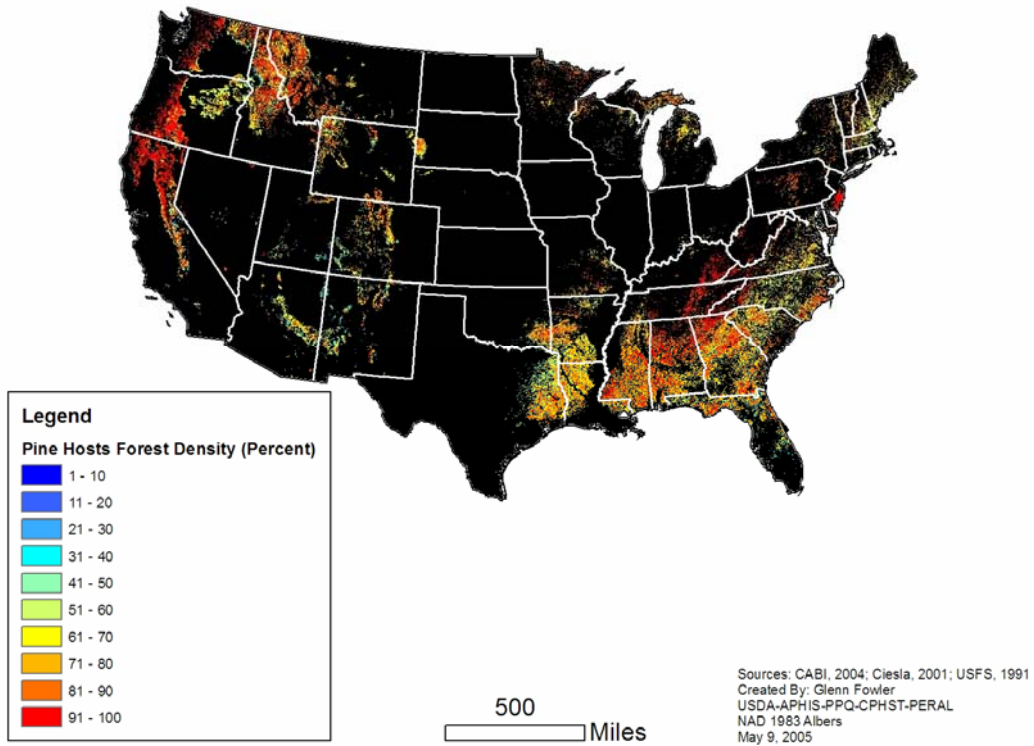 Legend
Pine Hosts Forest Density (Percent)
1 - 10
11 - 20
21 - 30
31 - 40
41 - 50
51 - 60
61 - 70
71 - 80
81 - 90
91 - 100
500
Miles
Sources: CABI, 2004; Ciesla, 2001; USFS, 1991
Created By: Glenn Fowler
USDA-APHIS-PPQ-CPHST-PERAL
NAD 1983 Albers
May 9, 2005